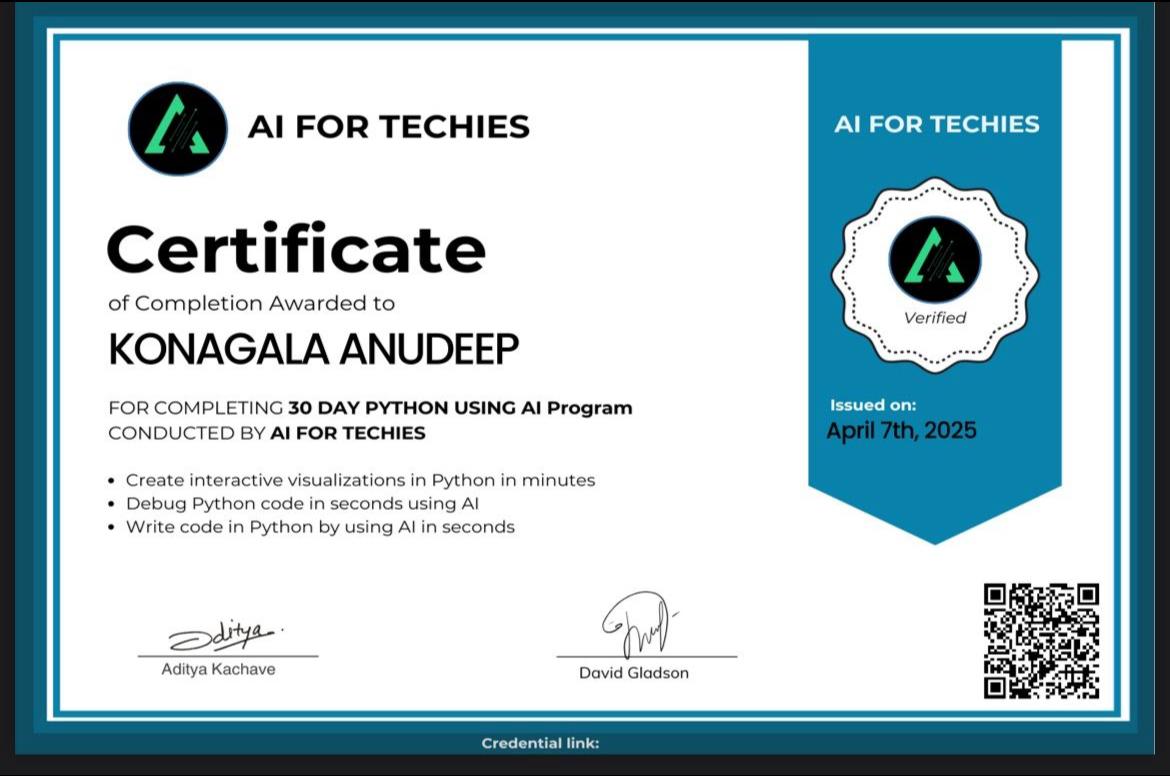 AI FOR TECHIES
Certificate
of Completion Awarded to
KONAGALA ANUDEEP
FOR COMPLETING 30 DAY PYTHON USING AI Program
CONDUCTED BY AI FOR TECHIES
• Create interactive visualizations in Python in minutes
• Debug Python code in seconds using AI
• Write code in Python by using AI in seconds
Aditya
Aditya Kachave
David Gladson
AI FOR TECHIES
Verified
Issued on:
April 7th, 2025
Credential link: